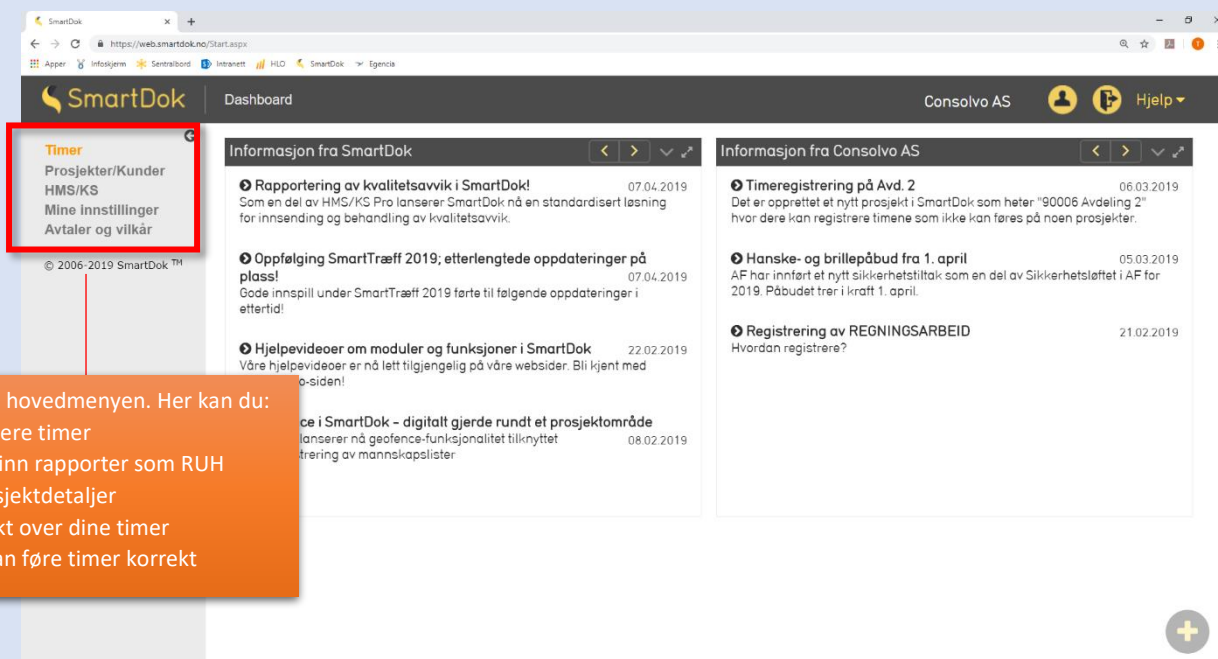 SmartDok
https://web.smartdok.no/Start.aspx
Apper Infoskjerm Sentralbord Intranett HLO SmartDok Egencia
SmartDok
Dashboard
Consolvo AS
Hjelp
Timer
Prosjekter/Kunder
HMS/KS
Mine innstillinger
Avtaler og vilkår
© 2006-2019 SmartDok TM
Informasjon fra SmartDok
Rapportering av kvalitetsavvik i SmartDok! 07.04.2019
Som en del av HMS/KS Pro lanserer SmartDok nå en standardisert løsning
for innsending og behandling av kvalitetsavvik.
Oppfølging SmartTræff 2019; etterlengtede oppdateringer på
plass! 07.04.2019
Gode innspill under SmartTræff 2019 førte til følgende oppdateringer i
ettertid!
Hjelpevideoer om moduler og funksjoner i SmartDok 22.02.2019
Våre hjelpevideoer er nå lett tilgjengelig på våre websider. Bli kjent med
o-siden!
ce i SmartDok - digitalt gjerde rundt et prosjektområde
lanserer nå geofence-funksjonalitet tilknyttet 08.02.2019
trering av mannskapslister
Informasjon fra Consolvo AS
Timeregistrering på Avd. 2 06.03.2019
Det er opprettet et nytt prosjekt i SmartDok som heter "90006 Avdeling 2"
hvor dere kan registrere timene som ikke kan føres på noen prosjekter.
Hanske- og brillepåbud fra 1. april 05.03.2019
AF har innført et nytt sikkerhetstiltak som en del av Sikkerhetsløftet i AF for
2019. Påbudet trer i kraft 1. april.
Registrering av REGNINGSARBEID 21.02.2019
Hvordan registrere?
hovedmenyen. Her kan du:
ere timer
inn rapporter som RUH
sjektdetaljer
kt over dine timer
an føre timer korrekt